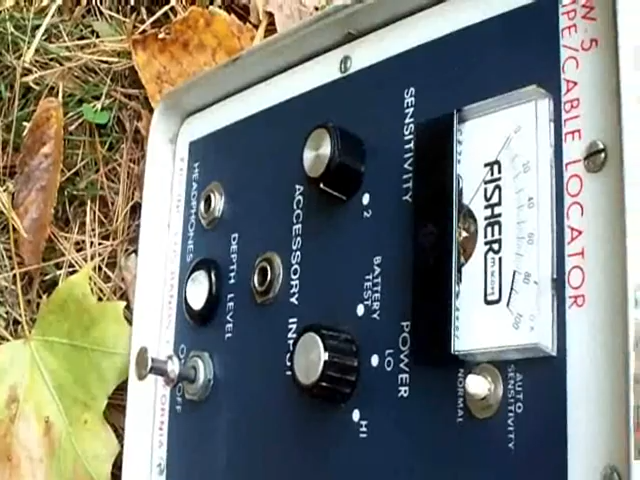 W-5
PIPE/CABLE LOCATOR
SENSITIVITY
2
0
20
40
60
80
100
FISHER
M SCOPE
AUTO
SENSITIVITY
NORMAL
POWER
BATTERY
TEST
LO
HI
ACCESSORY INPUT
HEADPHONES
DEPTH LEVEL
OFF